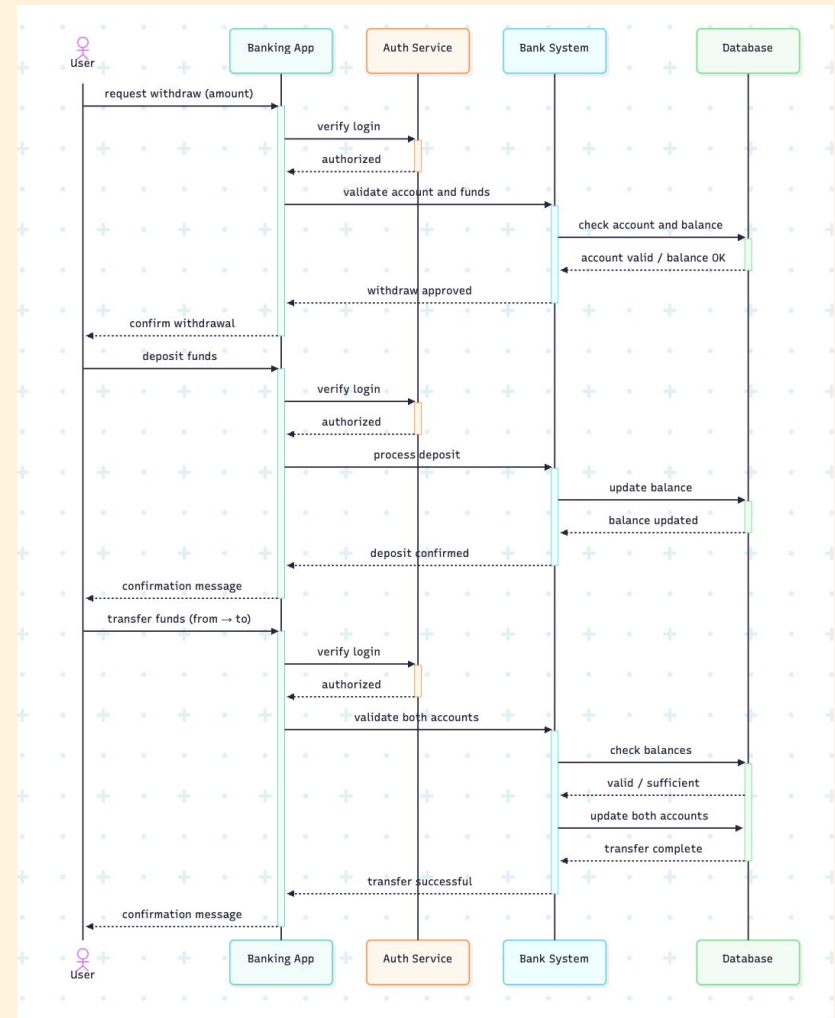 User
Banking App
Auth Service
Bank System
Database
request withdraw (amount)
verify login
authorized
validate account and funds
check account and balance
account valid / balance OK
withdraw approved
confirm withdrawal
deposit funds
verify login
authorized
process deposit
update balance
balance updated
deposit confirmed
confirmation message
transfer funds (from → to)
verify login
authorized
validate both accounts
check balances
valid / sufficient
update both accounts
transfer complete
transfer successful
confirmation message
User
Banking App
Auth Service
Bank System
Database